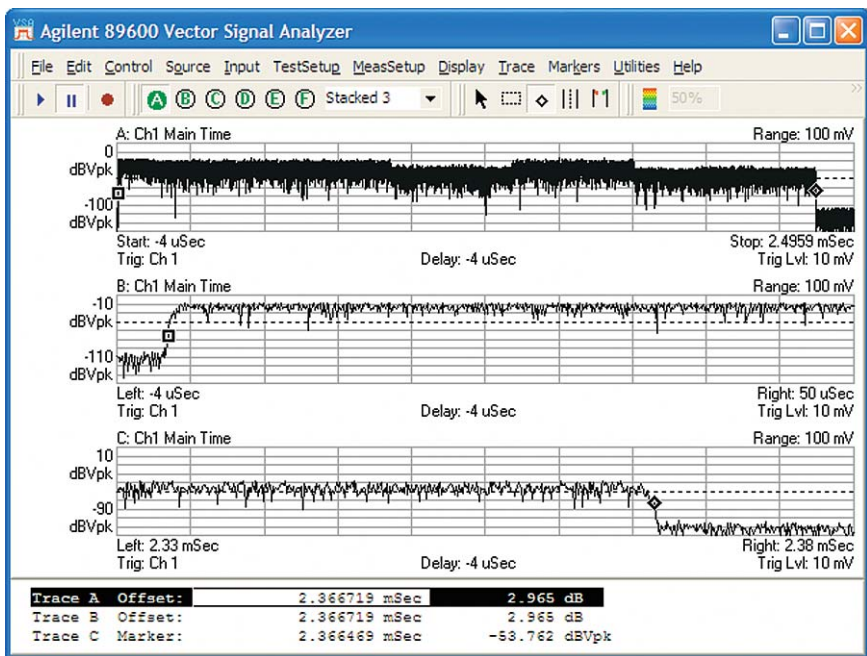 VSA
Agilent 89600 Vector Signal Analyzer
File Edit Control Source Input TestSetup MeasSetup Display Trace Markers Utilities Help
A B C D E F Stacked 3 50%
A: Ch1 Main Time Range: 100 mV
0
dBVpk
-100
dBVpk
Start: -4 uSec Stop: 2.4959 mSec
Trig: Ch 1 Delay: -4 uSec Trig Lvl: 10 mV
B: Ch1 Main Time Range: 100 mV
-10
dBVpk
-110
dBVpk
Left: -4 uSec Right: 50 uSec
Trig: Ch 1 Delay: -4 uSec Trig Lvl: 10 mV
C: Ch1 Main Time Range: 100 mV
10
dBVpk
-90
dBVpk
Left: 2.33 mSec Right: 2.38 mSec
Trig: Ch 1 Delay: -4 uSec Trig Lvl: 10 mV
Trace A Offset: 2.366719 mSec 2.965 dB
Trace B Offset: 2.366719 mSec 2.965 dB
Trace C Marker: 2.366469 mSec -53.762 dBVpk